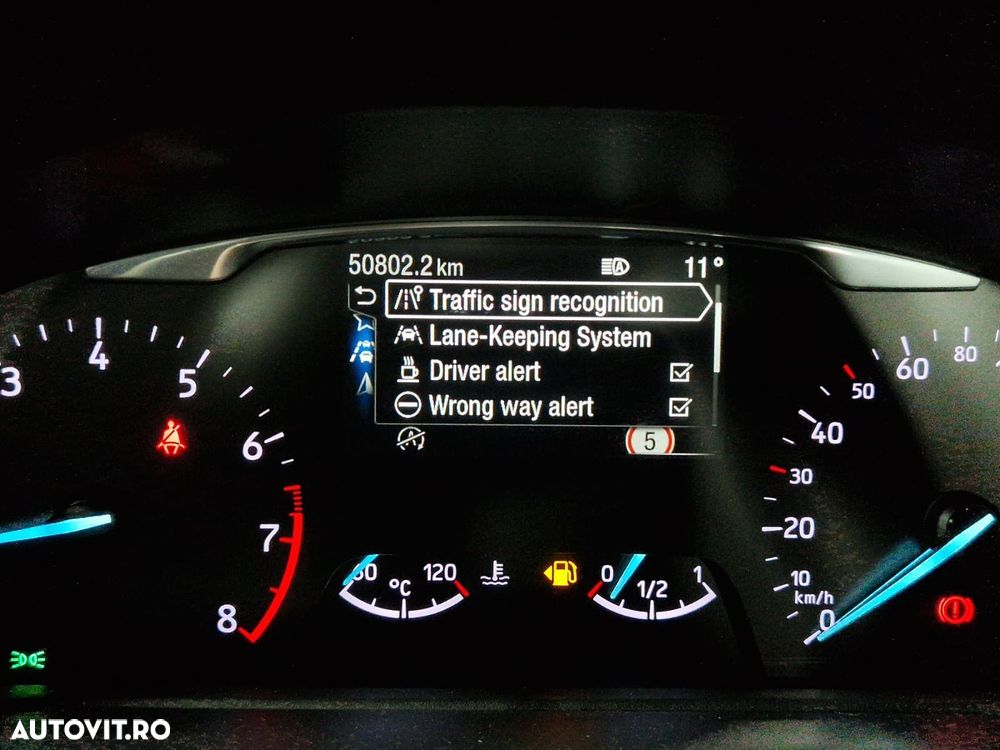 50802.2 km 11°
Traffic sign recognition
Lane-Keeping System
Driver alert
Wrong way alert
5
3 4 5 6 7 8
60 °C 120
0 1/2 1
0 10 20 30 40 50 60 80
km/h
AUTOVIT.RO